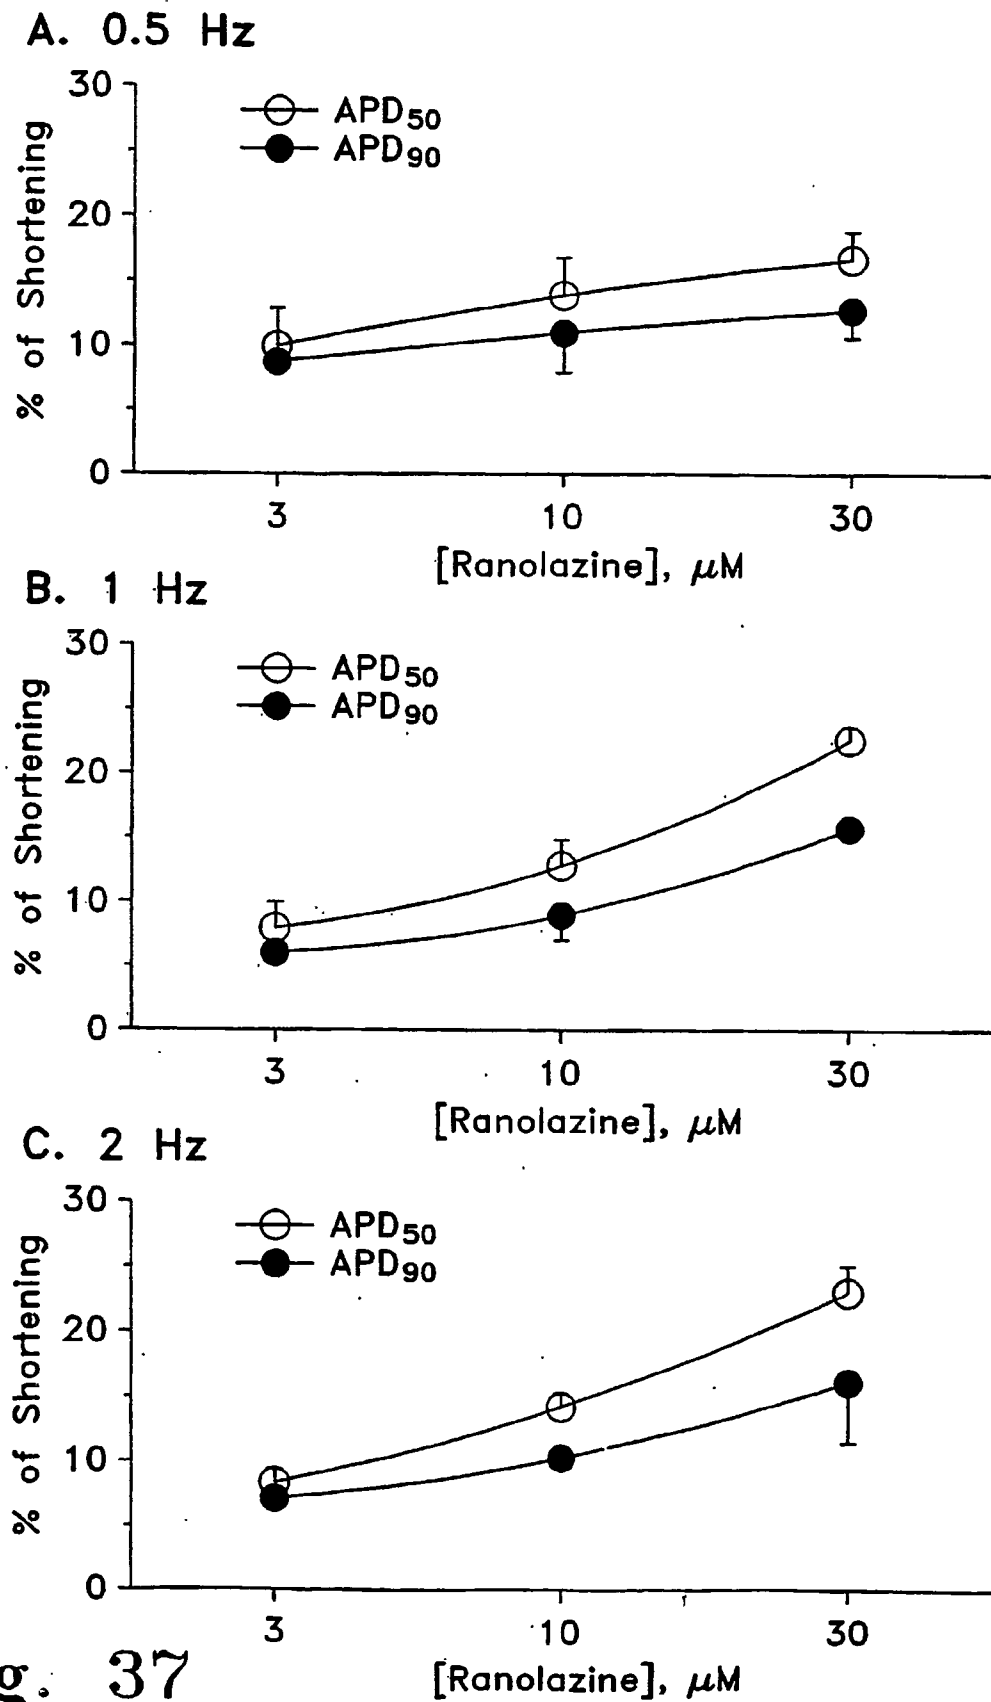 A. 0.5 Hz
30
APD50
APD90
20
% of Shortening
10
0
3 10 30
[Ranolazine], μM
B. 1 Hz
30
APD50
APD90
20
% of Shortening
10
0
3 10 30
[Ranolazine], μM
C. 2 Hz
30
APD50
APD90
20
% of Shortening
10
0
3 10 30
[Ranolazine], μM
g. 37